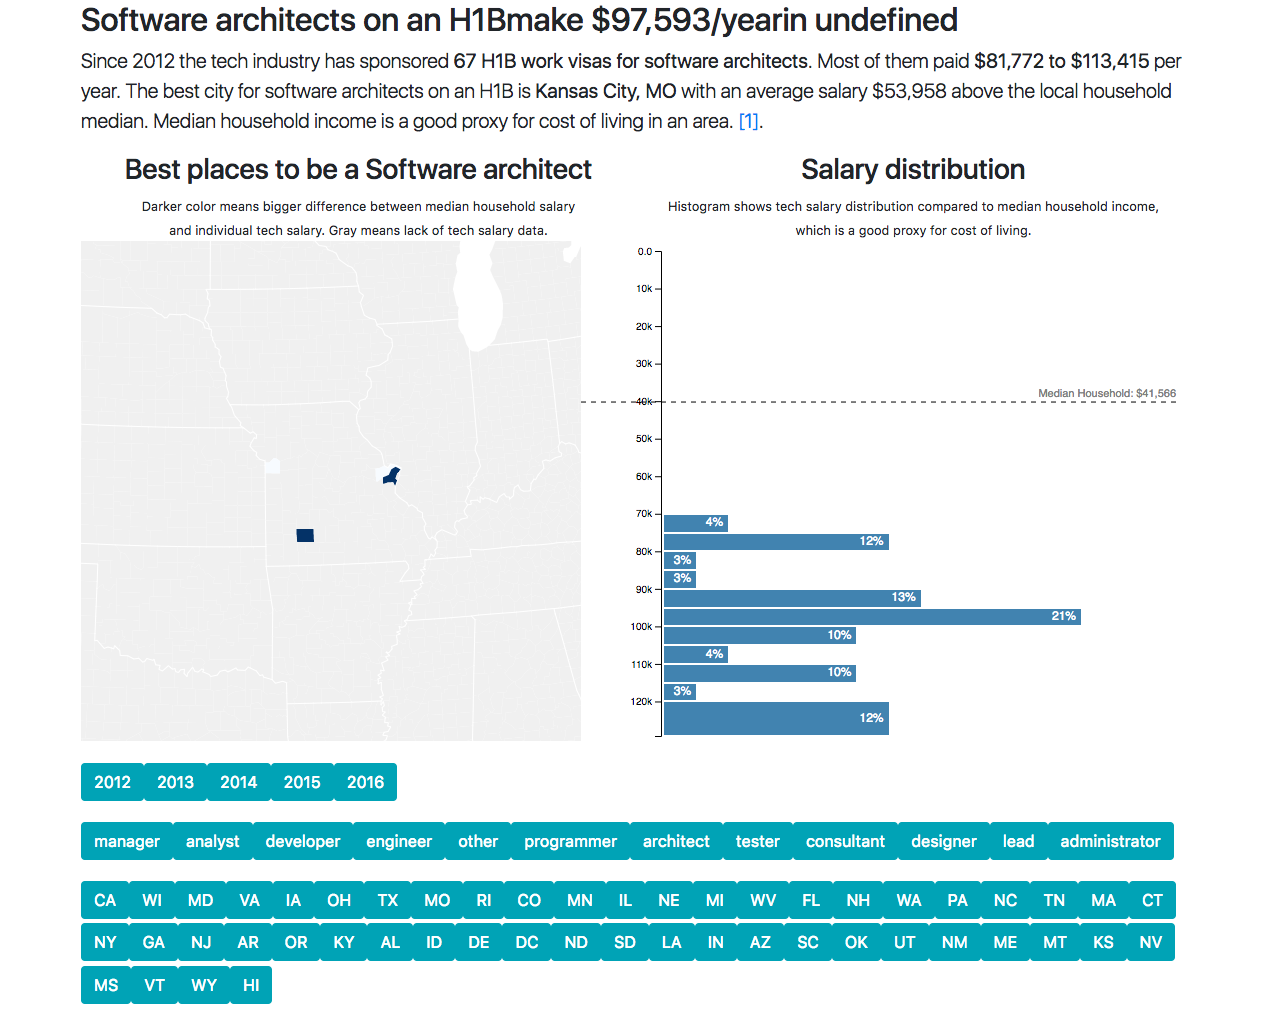 Software architects on an H1Bmake $97,593/yearin undefined
Since 2012 the tech industry has sponsored 67 H1B work visas for software architects. Most of them paid $81,772 to $113,415 per
year. The best city for software architects on an H1B is Kansas City, MO with an average salary $53,958 above the local household
median. Median household income is a good proxy for cost of living in an area. [1].
Best places to be a Software architect
Darker color means bigger difference between median household salary
and individual tech salary. Gray means lack of tech salary data.
Salary distribution
Histogram shows tech salary distribution compared to median household income,
which is a good proxy for cost of living.
0.0
10k
20k
30k
Median Household: $41,566
40k
50k
60k
70k
4%
12%
80k
3%
3%
90k
13%
21%
100k
10%
4%
110k
10%
3%
120k
12%
2012 2013 2014 2015 2016
manager analyst developer engineer other programmer architect tester consultant designer lead administrator
CA WI MD VA IA OH TX MO RI CO MN IL NE MI WV FL NH WA PA NC TN MA CT
NY GA NJ AR OR KY AL ID DE DC ND SD LA IN AZ SC OK UT NM ME MT KS NV
MS VT WY HI